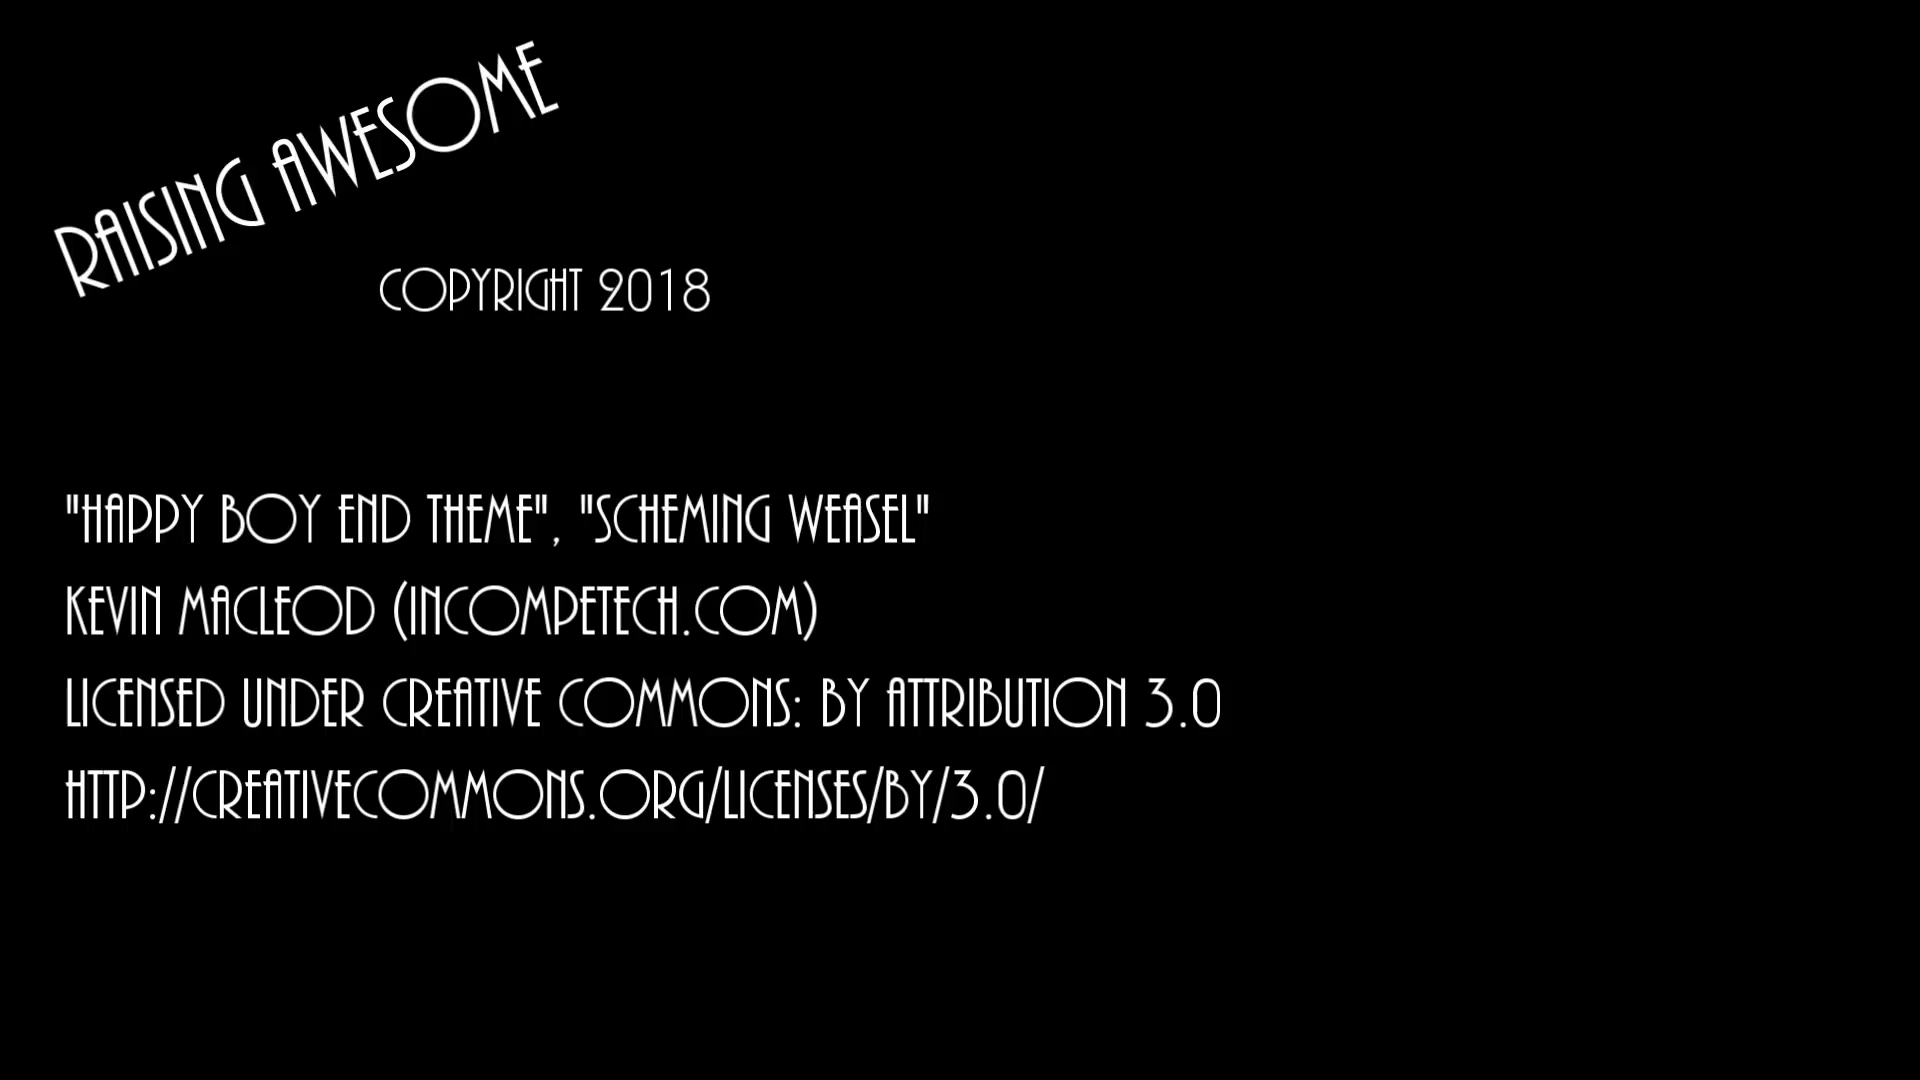 RAISING AWESOME
COPYRIGHT 2018
"HAPPY BOY END THEME", "SCHEMING WEASEL"
KEVIN MACLEOD (INCOMPETECH.COM)
LICENSED UNDER CREATIVE COMMONS: BY ATTRIBUTION 3.0
HTTP://CREATIVECOMMONS.ORG/LICENSES/BY/3.0/